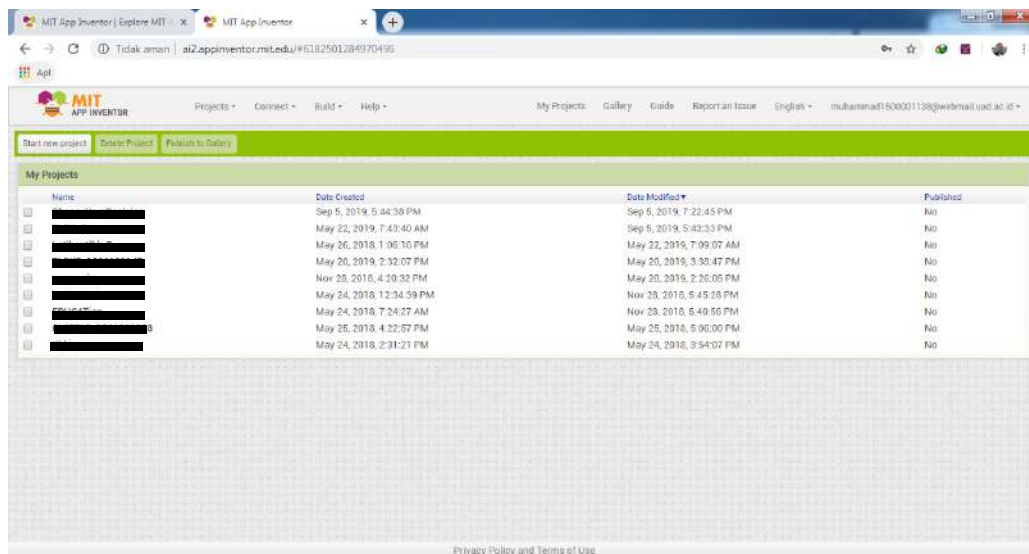 MIT App Inventor | Explore MIT MIT App Inventor
Tidak aman ai2.appinventor.mit.edu/#6182501284970496
Apl
MIT APP INVENTOR Projects Connect Build Help My Projects Gallery Guide Report an Issue English muhammad1500001138@webmail.uad.ac.id
Start new project Delete Project Publish to Gallery
My Projects
Name Date Created Date Modified Published
Sep 5, 2019, 5:44:38 PM Sep 5, 2019, 7:22:45 PM No
May 22, 2019, 7:43:40 AM Sep 5, 2019, 5:43:33 PM No
May 26, 2018, 1:06:16 PM May 22, 2019, 7:09:07 AM No
May 20, 2019, 2:32:07 PM May 20, 2019, 3:38:47 PM No
Nov 28, 2018, 4:20:32 PM May 20, 2019, 2:26:05 PM No
May 24, 2018, 12:34:39 PM Nov 28, 2018, 5:45:28 PM No
May 24, 2018, 7:24:27 AM Nov 28, 2018, 5:40:56 PM No
May 25, 2018, 4:22:57 PM May 25, 2018, 5:06:00 PM No
May 24, 2018, 2:31:21 PM May 24, 2018, 3:54:07 PM No
Privacy Policy and Terms of Use